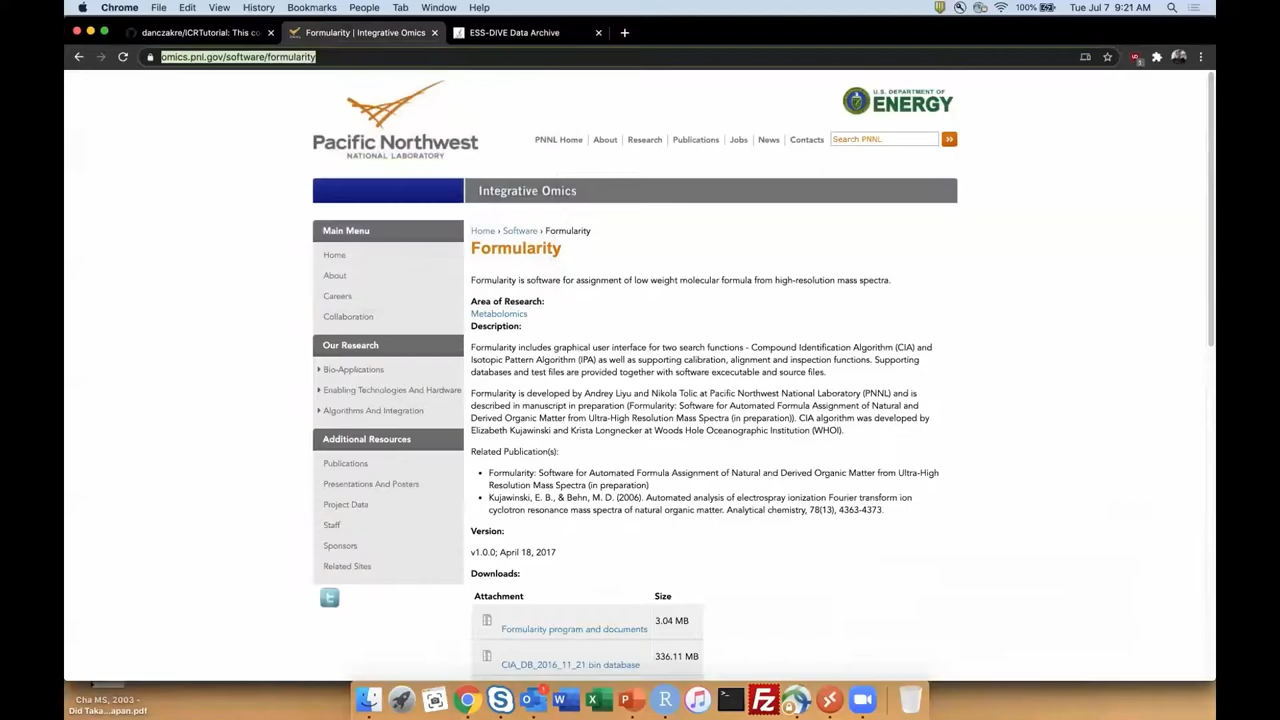 Chrome File Edit View History Bookmarks People Tab Window Help 100% Tue Jul 7 9:21 AM
danczakre/ICRTutorial: This co Formularity | Integrative Omics ESS-DIVE Data Archive
omics.pnl.gov/software/formularity
Pacific Northwest
NATIONAL LABORATORY
U.S. DEPARTMENT OF
ENERGY
PNNL Home About Research Publications Jobs News Contacts Search PNNL
Integrative Omics
Main Menu
Home
About
Careers
Collaboration
Our Research
Bio-Applications
Enabling Technologies And Hardware
Algorithms And Integration
Additional Resources
Publications
Presentations And Posters
Project Data
Staff
Sponsors
Related Sites
Home › Software › Formularity
Formularity
Formularity is software for assignment of low weight molecular formula from high-resolution mass spectra.
Area of Research:
Metabolomics
Description:
Formularity includes graphical user interface for two search functions - Compound Identification Algorithm (CIA) and
Isotopic Pattern Algorithm (IPA) as well as supporting calibration, alignment and inspection functions. Supporting
databases and test files are provided together with software excecutable and source files.
Formularity is developed by Andrey Liyu and Nikola Tolic at Pacific Northwest National Laboratory (PNNL) and is
described in manuscript in preparation (Formularity: Software for Automated Formula Assignment of Natural and
Derived Organic Matter from Ultra-High Resolution Mass Spectra (in preparation)). CIA algorithm was developed by
Elizabeth Kujawinski and Krista Longnecker at Woods Hole Oceanographic Institution (WHOI).
Related Publication(s):
Formularity: Software for Automated Formula Assignment of Natural and Derived Organic Matter from Ultra-High
Resolution Mass Spectra (in preparation)
Kujawinski, E. B., & Behn, M. D. (2006). Automated analysis of electrospray ionization Fourier transform ion
cyclotron resonance mass spectra of natural organic matter. Analytical chemistry, 78(13), 4363-4373.
Version:
v1.0.0; April 18, 2017
Downloads:
Attachment Size
Formularity program and documents 3.04 MB
CIA_DB_2016_11_21.bin database 336.11 MB
Cha MS, 2003 -
Did Taka...apan.pdf